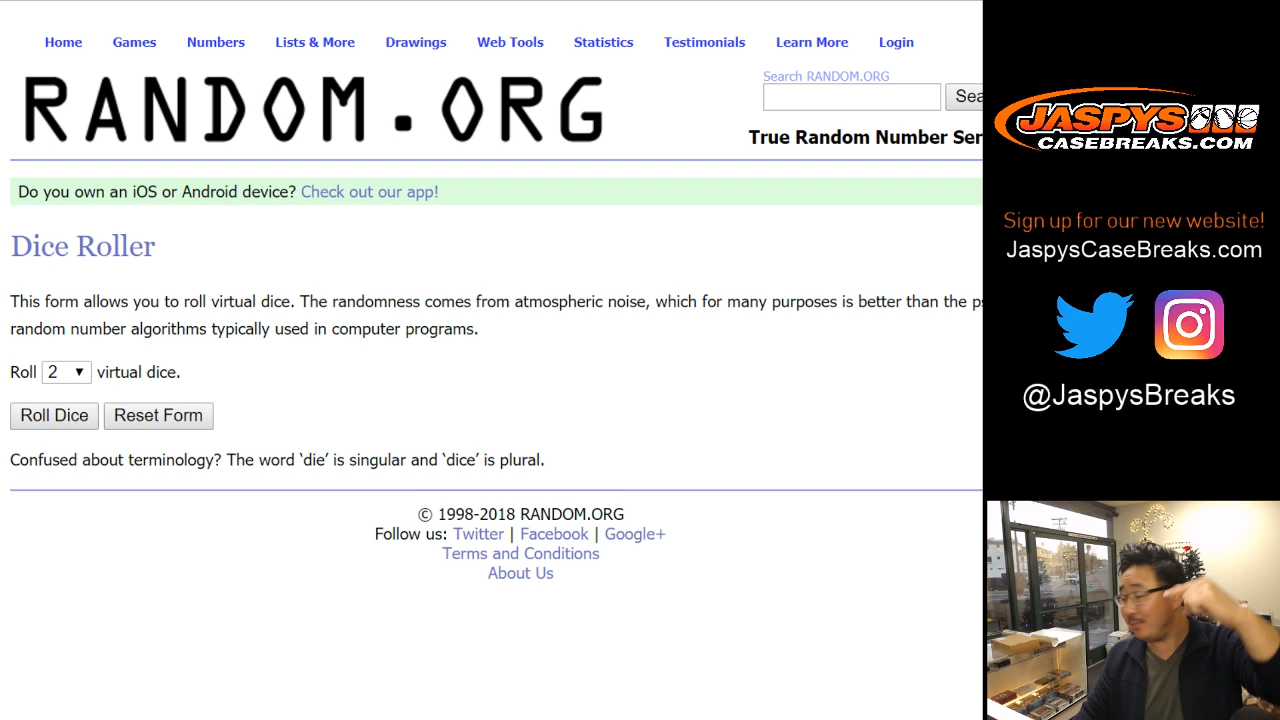 Home Games Numbers Lists & More Drawings Web Tools Statistics Testimonials Learn More Login
RANDOM.ORG
Search RANDOM.ORG
Sea
True Random Number Ser
Do you own an iOS or Android device? Check out our app!
Dice Roller
This form allows you to roll virtual dice. The randomness comes from atmospheric noise, which for many purposes is better than the ps
random number algorithms typically used in computer programs.
Roll 2 virtual dice.
Roll Dice Reset Form
Confused about terminology? The word ‘die’ is singular and ‘dice’ is plural.
© 1998-2018 RANDOM.ORG
Follow us: Twitter | Facebook | Google+
Terms and Conditions
About Us
JASPYS
CASEBREAKS.COM
Sign up for our new website!
JaspysCaseBreaks.com
@JaspysBreaks